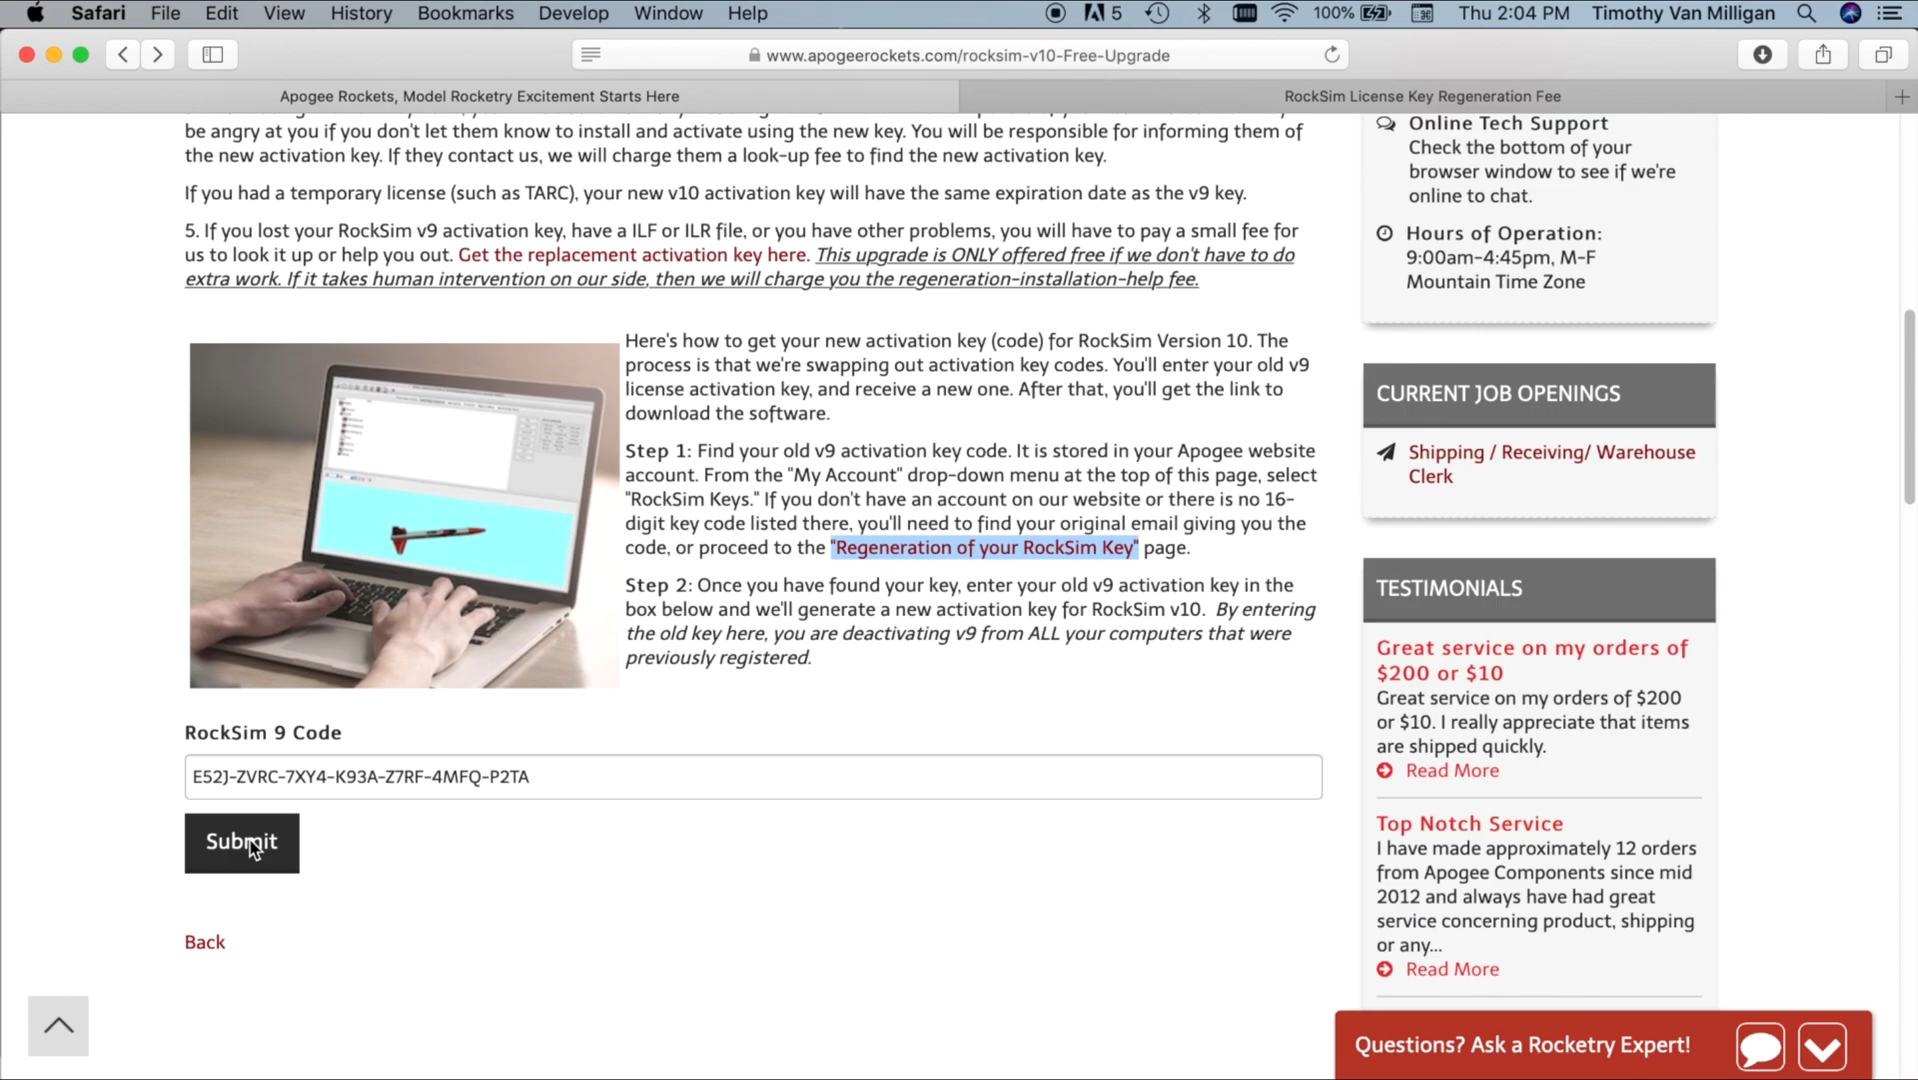 Safari File Edit View History Bookmarks Develop Window Help 5 100% Thu 2:04 PM Timothy Van Milligan
www.apogeerockets.com/rocksim-v10-Free-Upgrade
Apogee Rockets, Model Rocketry Excitement Starts Here
RockSim License Key Regeneration Fee
be angry at you if you don't let them know to install and activate using the new key. You will be responsible for informing them of
the new activation key. If they contact us, we will charge them a look-up fee to find the new activation key.
If you had a temporary license (such as TARC), your new v10 activation key will have the same expiration date as the v9 key.
5. If you lost your RockSim v9 activation key, have a ILF or ILR file, or you have other problems, you will have to pay a small fee for
us to look it up or help you out. Get the replacement activation key here. This upgrade is ONLY offered free if we don't have to do
extra work. If it takes human intervention on our side, then we will charge you the regeneration-installation-help fee.
Here's how to get your new activation key (code) for RockSim Version 10. The
process is that we're swapping out activation key codes. You'll enter your old v9
license activation key, and receive a new one. After that, you'll get the link to
download the software.
Step 1: Find your old v9 activation key code. It is stored in your Apogee website
account. From the "My Account" drop-down menu at the top of this page, select
"RockSim Keys." If you don't have an account on our website or there is no 16-
digit key code listed there, you'll need to find your original email giving you the
code, or proceed to the "Regeneration of your RockSim Key" page.
Step 2: Once you have found your key, enter your old v9 activation key in the
box below and we'll generate a new activation key for RockSim v10. By entering
the old key here, you are deactivating v9 from ALL your computers that were
previously registered.
RockSim 9 Code
E52J-ZVRC-7XY4-K93A-Z7RF-4MFQ-P2TA
Submit
Back
Online Tech Support
Check the bottom of your
browser window to see if we're
online to chat.
Hours of Operation:
9:00am-4:45pm, M-F
Mountain Time Zone
CURRENT JOB OPENINGS
Shipping / Receiving/ Warehouse
Clerk
TESTIMONIALS
Great service on my orders of
$200 or $10
Great service on my orders of $200
or $10. I really appreciate that items
are shipped quickly.
Read More
Top Notch Service
I have made approximately 12 orders
from Apogee Components since mid
2012 and always have had great
service concerning product, shipping
or any...
Read More
Questions? Ask a Rocketry Expert!